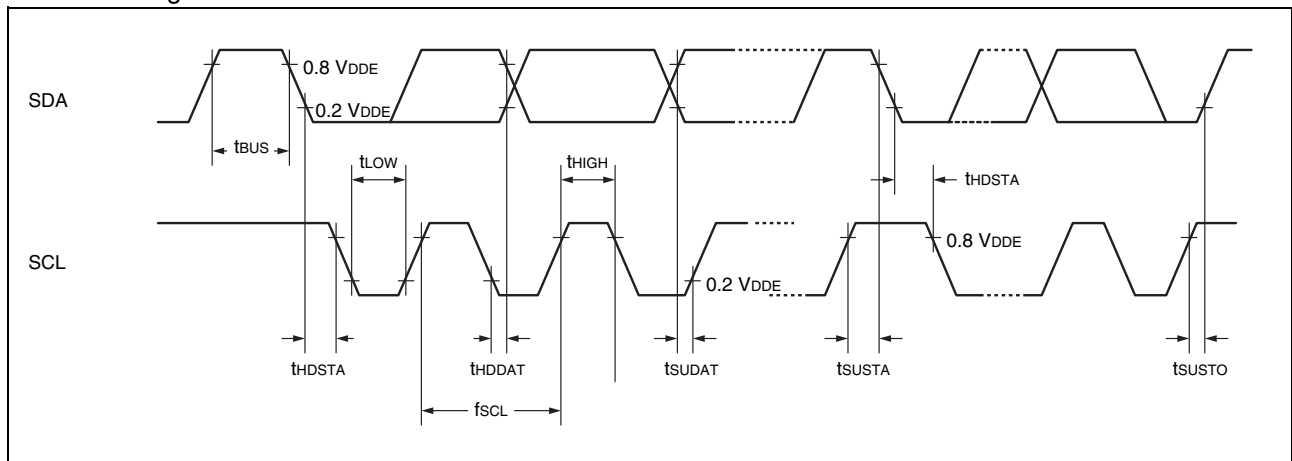 SDA
0.8 VDDE
0.2 VDDE
tBUS
tLOW
tHIGH
tHDSTA
SCL
0.8 VDDE
0.2 VDDE
tHDSTA
tHDDAT
tSUDAT
tSUSTA
tSUSTO
fSCL